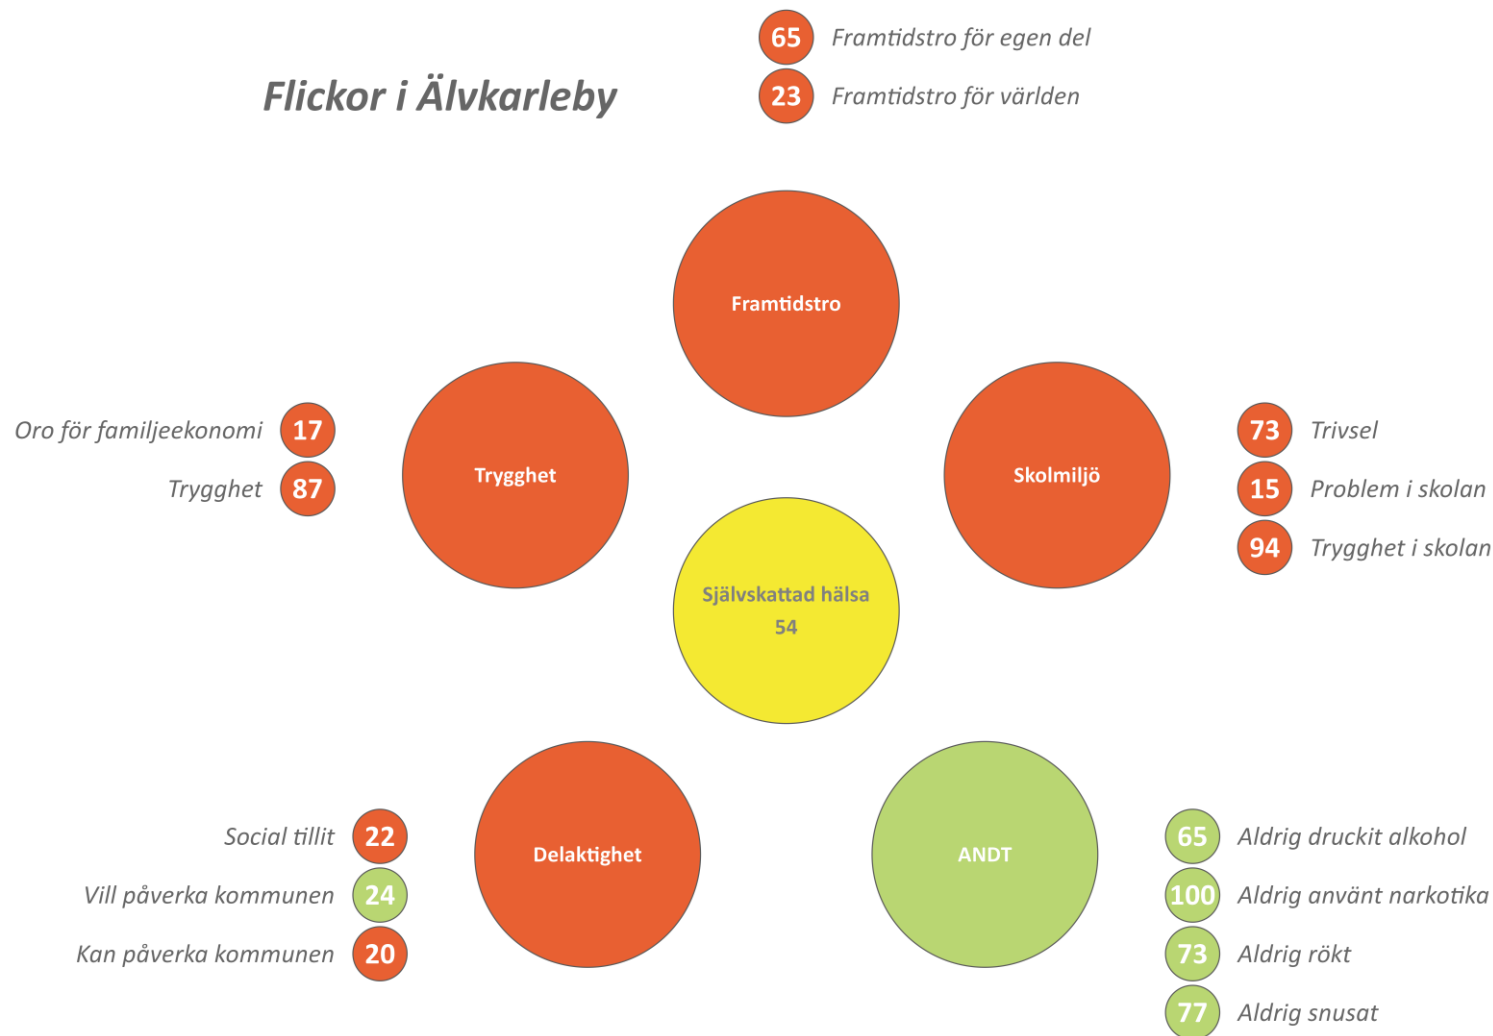 Flickor i Älvkarleby
65 Framtidstro för egen del
23 Framtidstro för världen
Framtidstro
Oro för familjeekonomi 17
Trygghet 87
Trygghet
Skolmiljö
73 Trivsel
15 Problem i skolan
94 Trygghet i skolan
Självskattad hälsa
54
Social tillit 22
Vill påverka kommunen 24
Kan påverka kommunen 20
Delaktighet
ANDT
65 Aldrig druckit alkohol
100 Aldrig använt narkotika
73 Aldrig rökt
77 Aldrig snusat